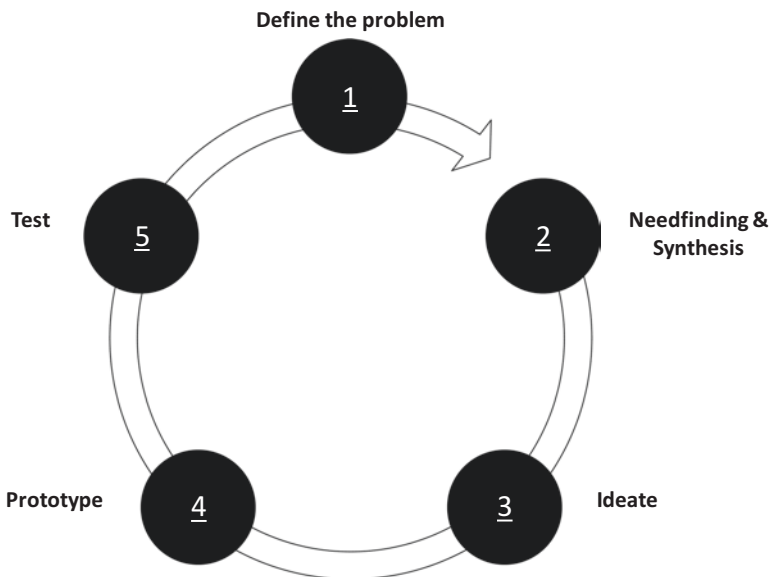 Define the problem
1
Test
5
2
Needfinding &
Synthesis
Prototype
4
3
Ideate